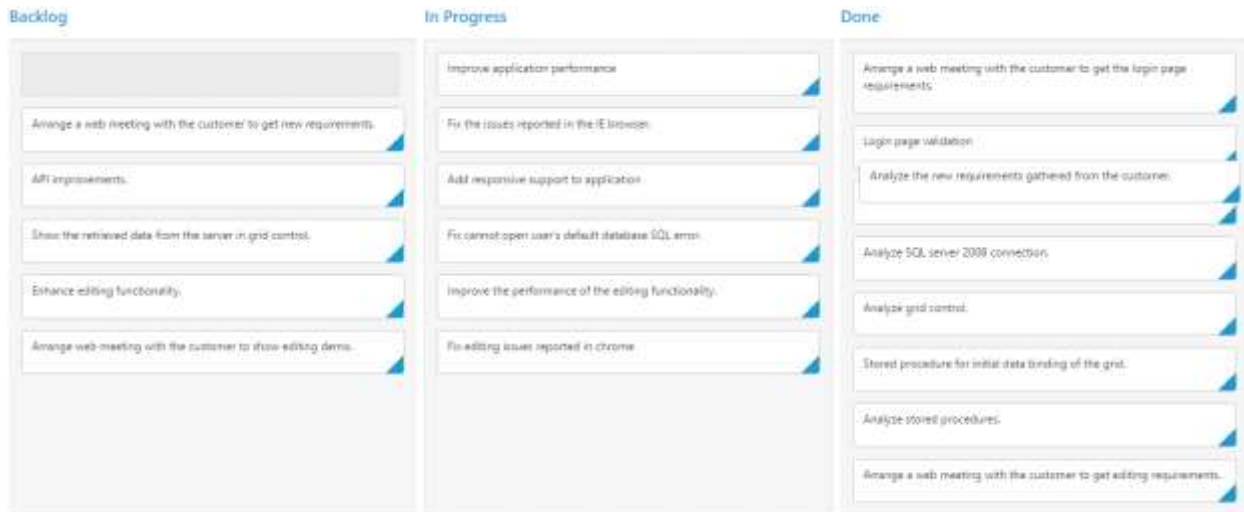 Backlog
Arrange a web meeting with the customer to get new requirements.
API improvements.
Show the retrieved data from the server in grid control.
Enhance editing functionality.
Arrange web meeting with the customer to show editing demo.
In Progress
Improve application performance
Fix the issues reported in the IE browser.
Add responsive support to application
Fix cannot open user's default database SQL error.
Improve the performance of the editing functionality.
Fix editing issues reported in chrome
Done
Arrange a web meeting with the customer to get the login page
requirements.
Login page validation
Analyze the new requirements gathered from the customer.
Analyze SQL server 2008 connection.
Analyze grid control.
Stored procedure for initial data binding of the grid.
Analyze stored procedures.
Arrange a web meeting with the customer to get editing requirements.